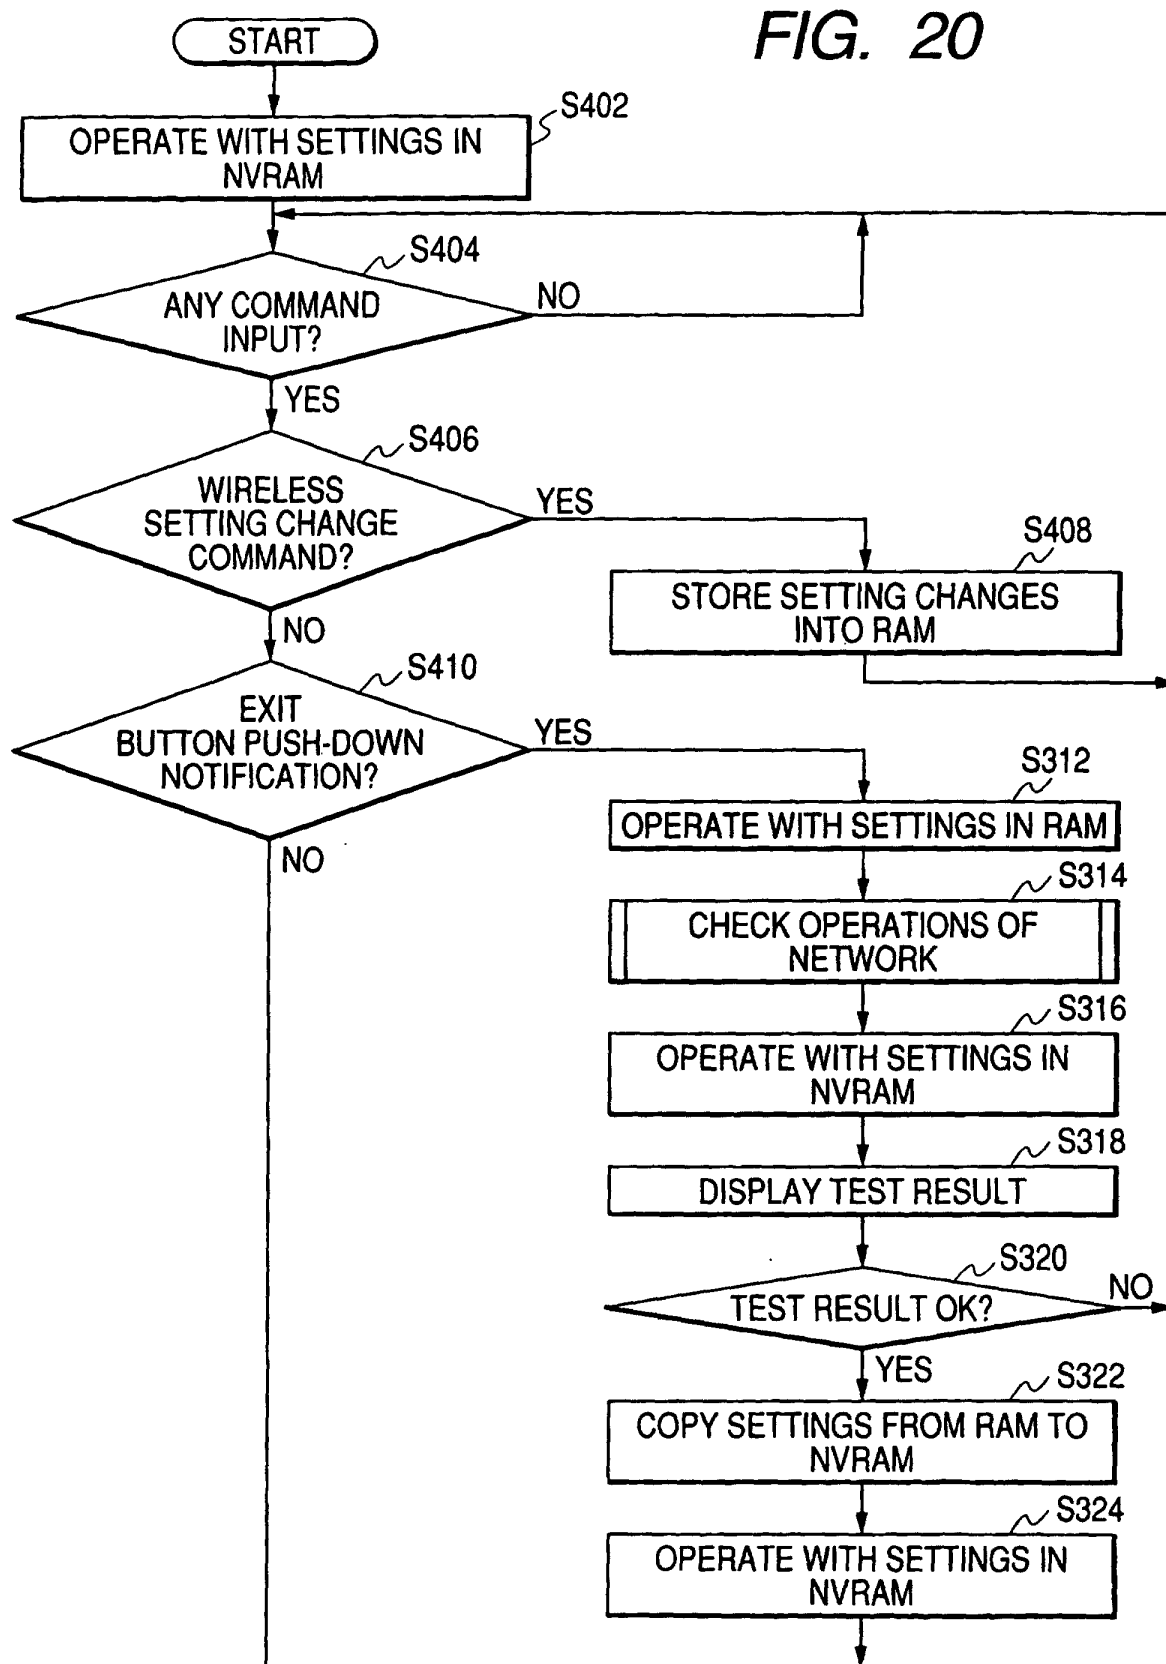 FIG. 20
START
S402
OPERATE WITH SETTINGS IN
NVRAM
S404
ANY COMMAND
INPUT?
NO
YES
S406
WIRELESS
SETTING CHANGE
COMMAND?
YES
S408
STORE SETTING CHANGES
INTO RAM
NO
S410
EXIT
BUTTON PUSH-DOWN
NOTIFICATION?
YES
NO
S312
OPERATE WITH SETTINGS IN RAM
S314
CHECK OPERATIONS OF
NETWORK
S316
OPERATE WITH SETTINGS IN
NVRAM
S318
DISPLAY TEST RESULT
S320
TEST RESULT OK?
NO
YES
S322
COPY SETTINGS FROM RAM TO
NVRAM
S324
OPERATE WITH SETTINGS IN
NVRAM